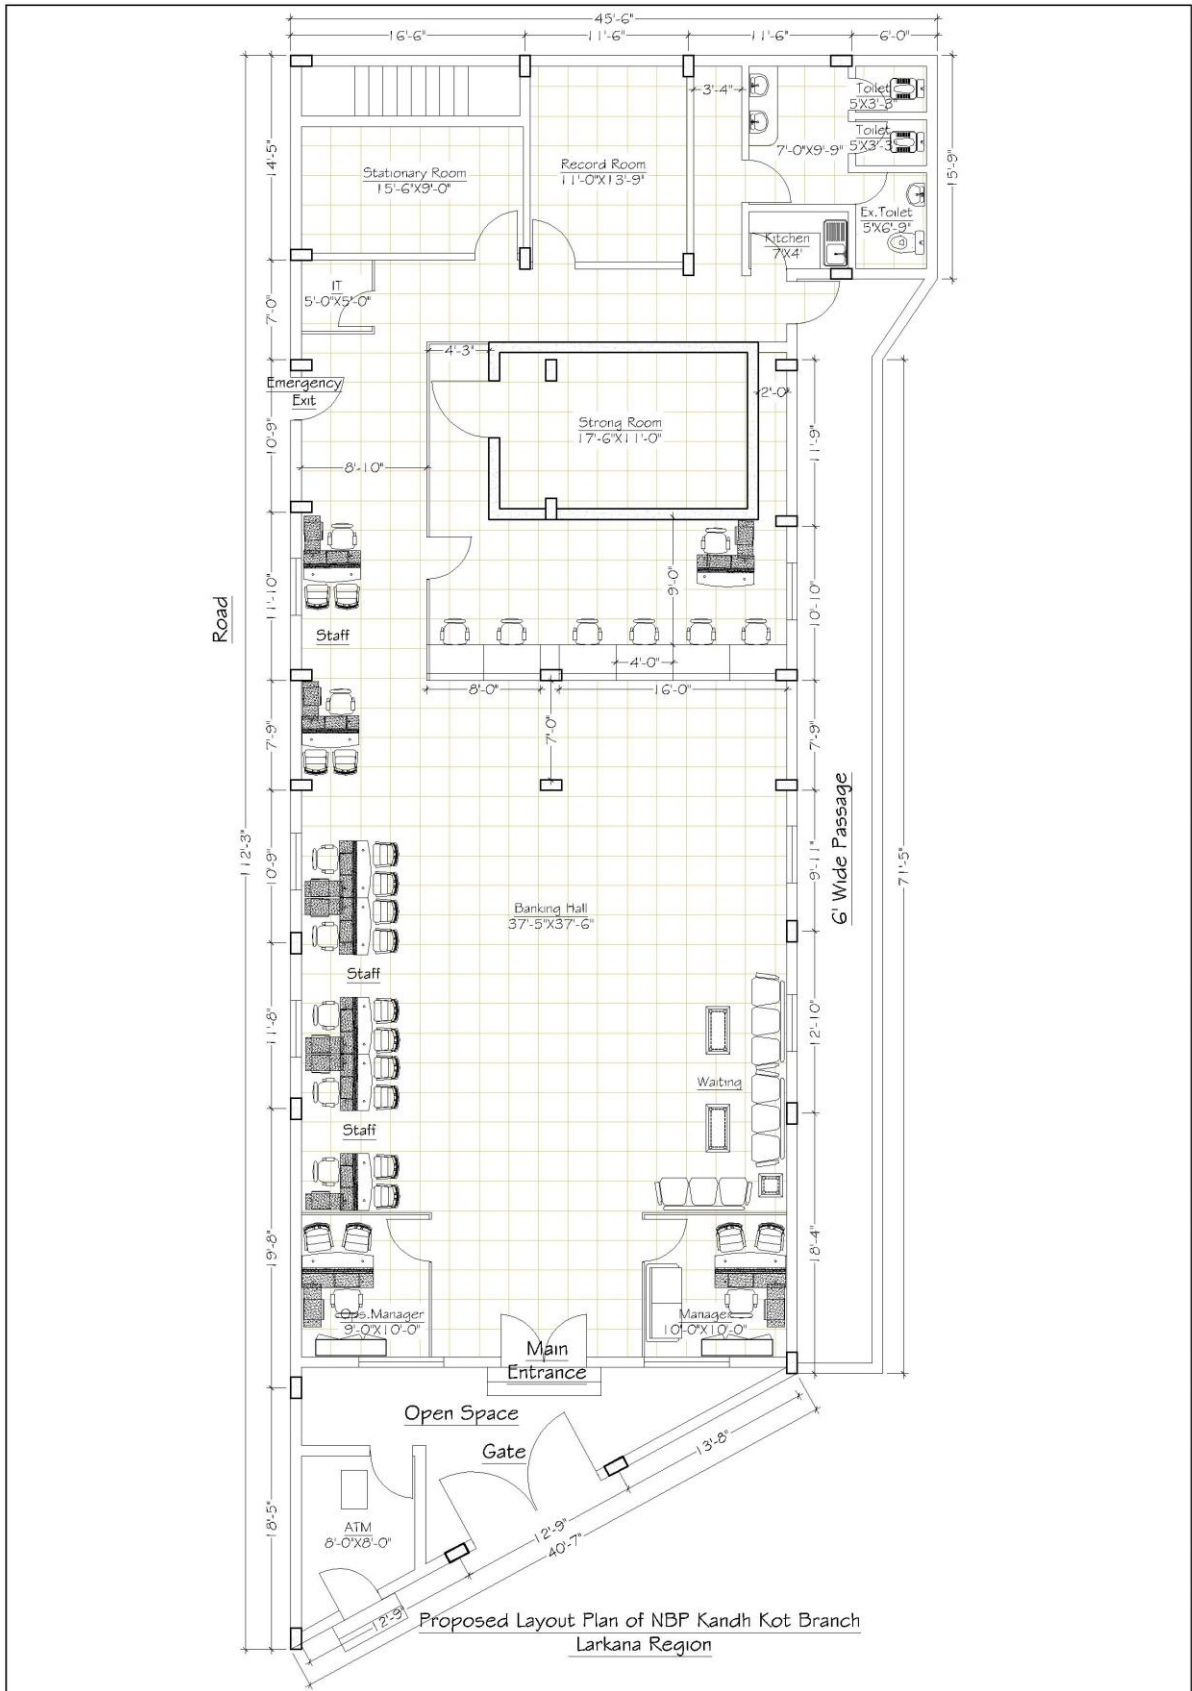 45'-6"
16'-6"
11'-6"
11'-6"
6'-0"
3'-4"
Toilet
5'X3'-3"
Toilet
5'X3'-3"
7'-0"X9'-9"
14'-5"
15'-9"
Stationary Room
15'-6"X9'-0"
Record Room
11'-0"X13'-9"
Ex.Toilet
5'X6'-9"
Kitchen
7'X4'
IT
5'-0"X5'-0"
7'-0"
4'-3"
2'-0"
Emergency
Exit
Strong Room
17'-6"X11'-0"
10'-9"
11'-9"
8'-10"
11'-10"
9'-0"
10'-10"
Road
Staff
4'-0"
8'-0"
16'-0"
7'-9"
7'-0"
7'-9"
112'-3"
10'-9"
6' Wide Passage
9'-11"
71'-5"
Banking Hall
37'-5"X37'-6"
Staff
11'-8"
12'-10"
Waiting
Staff
19'-8"
18'-4"
Ops.Manager
9'-0"X10'-0"
Manager
10'-0"X10'-0"
Main
Entrance
Open Space
Gate
13'-8"
18'-5"
ATM
8'-0"X8'-0"
12'-9"
40'-7"
12'-9"
Proposed Layout Plan of NBP Kandh Kot Branch
Larkana Region